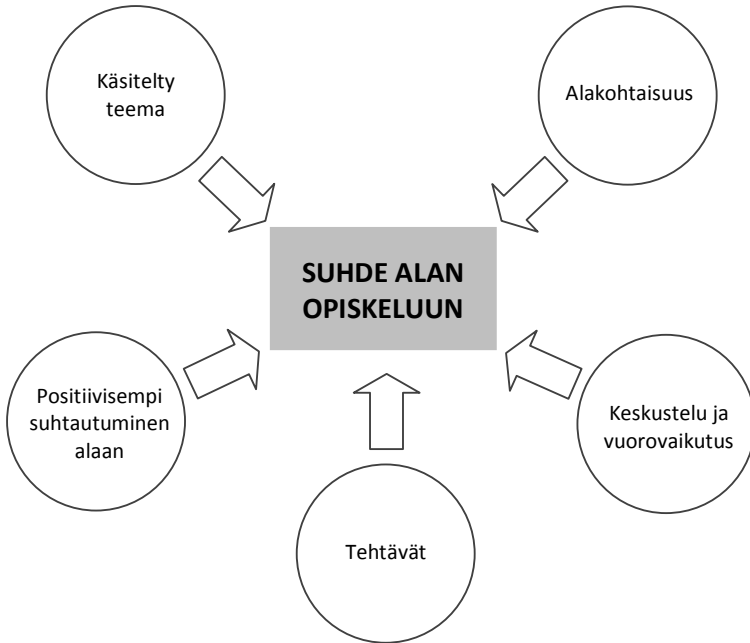 Käsitelty
teema
Alakohtaisuus
SUHDE ALAN
OPISKELUUN
Positiivisempi
suhtautuminen
alaan
Keskustelu ja
vuorovaikutus
Tehtävät